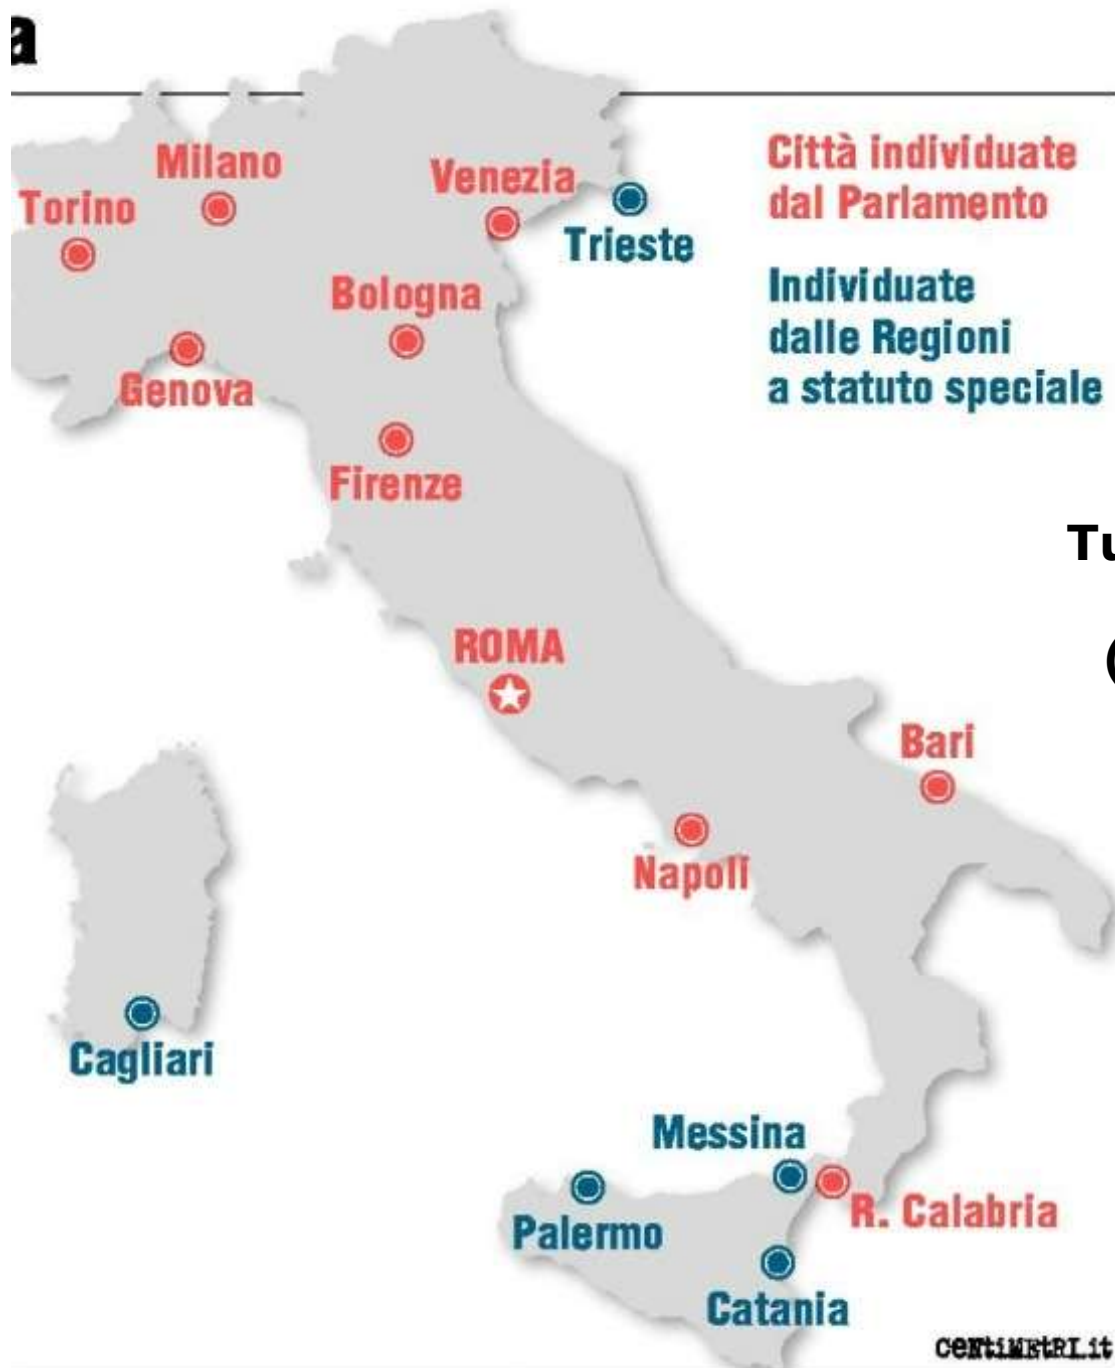 a
Milano
Torino
Venezia
Trieste
Bologna
Genova
Firenze
Città individuate
dal Parlamento
Individuate
dalle Regioni
a statuto speciale
Tu
(
ROMA
Bari
Napoli
Cagliari
Messina
Palermo
R. Calabria
Catania
CeNtiMEtRI.it